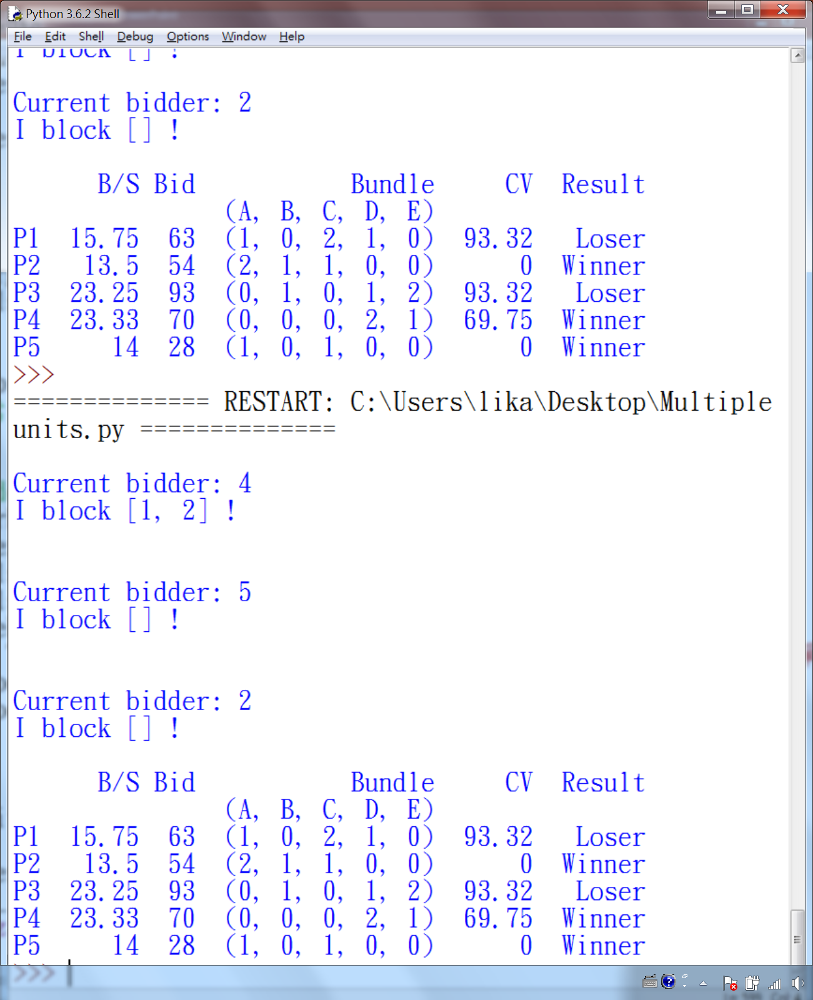 Python 3.6.2 Shell
File Edit Shell Debug Options Window Help
I block [] !
Current bidder: 2
I block [] !
B/S Bid Bundle CV Result
(A, B, C, D, E)
P1 15.75 63 (1, 0, 2, 1, 0) 93.32 Loser
P2 13.5 54 (2, 1, 1, 0, 0) 0 Winner
P3 23.25 93 (0, 1, 0, 1, 2) 93.32 Loser
P4 23.33 70 (0, 0, 0, 2, 1) 69.75 Winner
P5 14 28 (1, 0, 1, 0, 0) 0 Winner
>>>
============== RESTART: C:\Users\lika\Desktop\Multiple
units.py ==============
Current bidder: 4
I block [1, 2] !
Current bidder: 5
I block [] !
Current bidder: 2
I block [] !
B/S Bid Bundle CV Result
(A, B, C, D, E)
P1 15.75 63 (1, 0, 2, 1, 0) 93.32 Loser
P2 13.5 54 (2, 1, 1, 0, 0) 0 Winner
P3 23.25 93 (0, 1, 0, 1, 2) 93.32 Loser
P4 23.33 70 (0, 0, 0, 2, 1) 69.75 Winner
P5 14 28 (1, 0, 1, 0, 0) 0 Winner
>>>